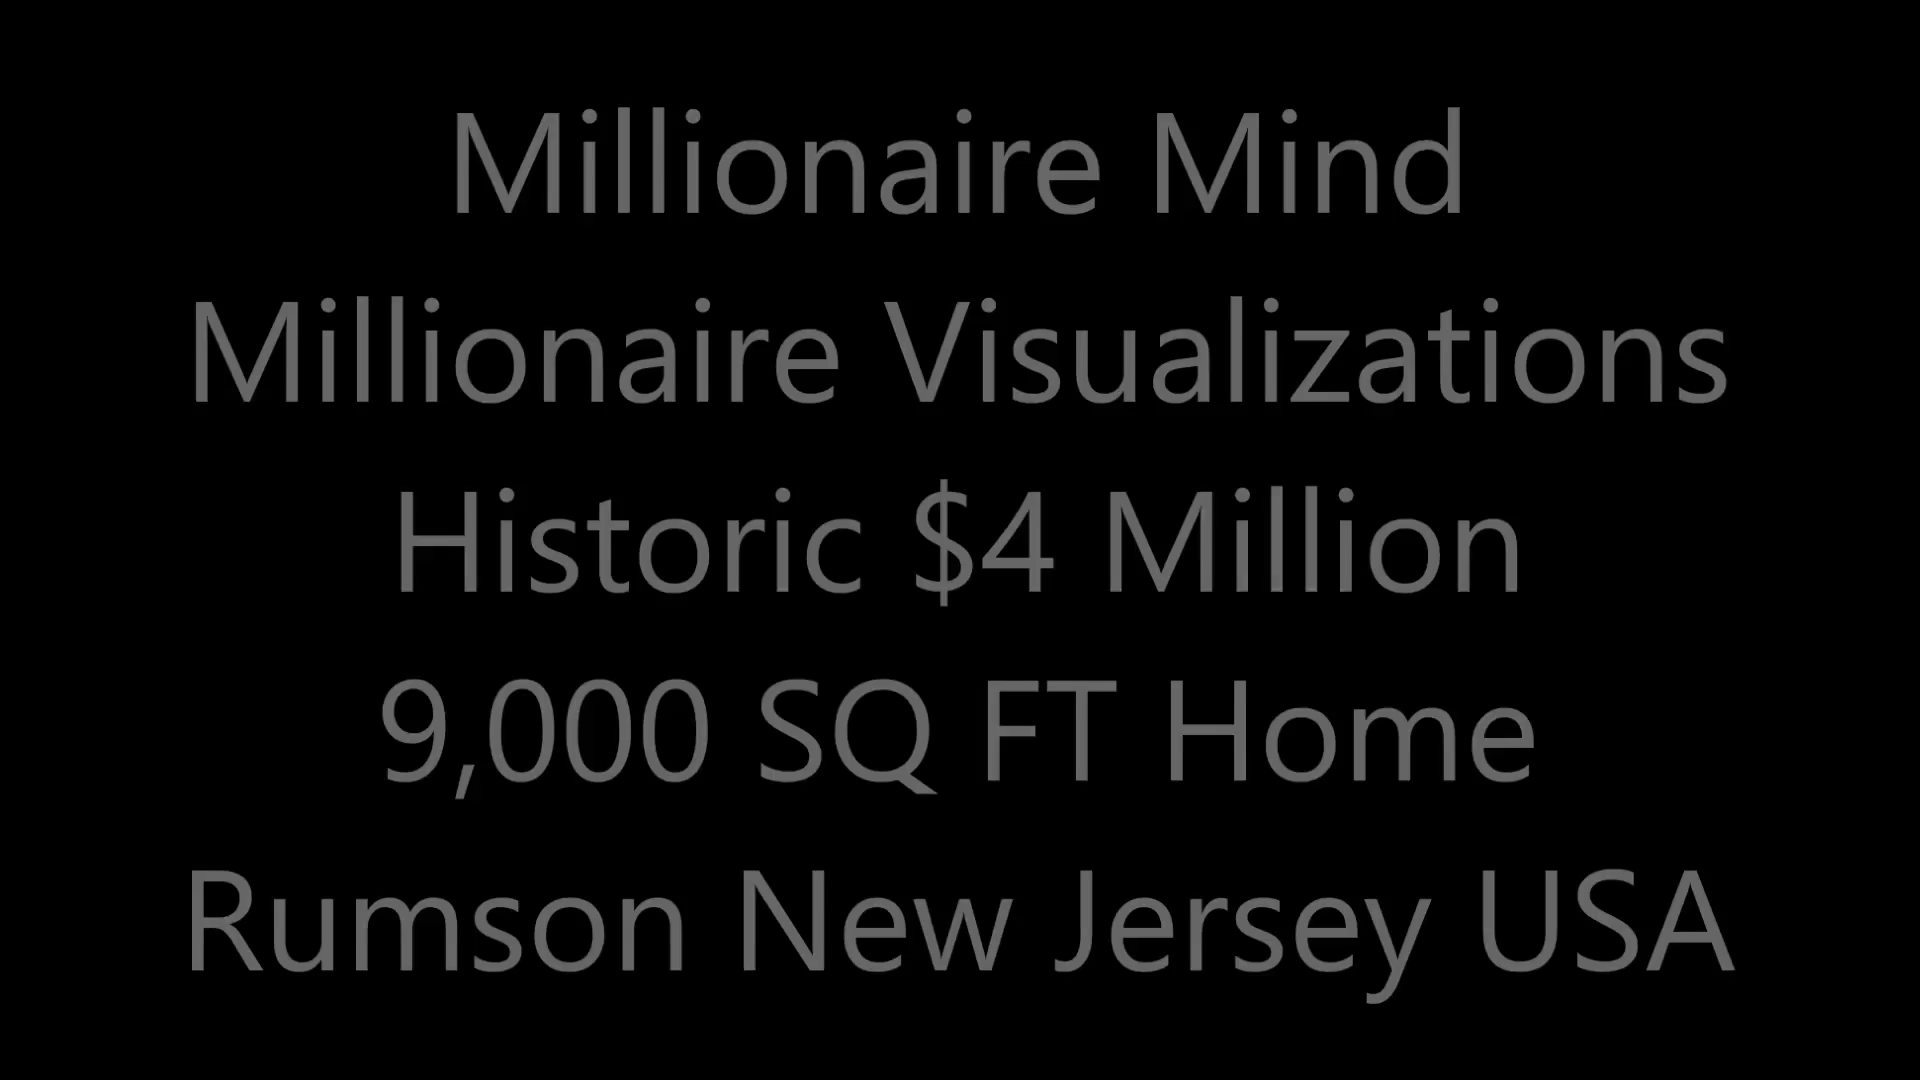 Millionaire Mind
Millionaire Visualizations
Historic $4 Million
9,000 SQ FT Home
Rumson New Jersey USA